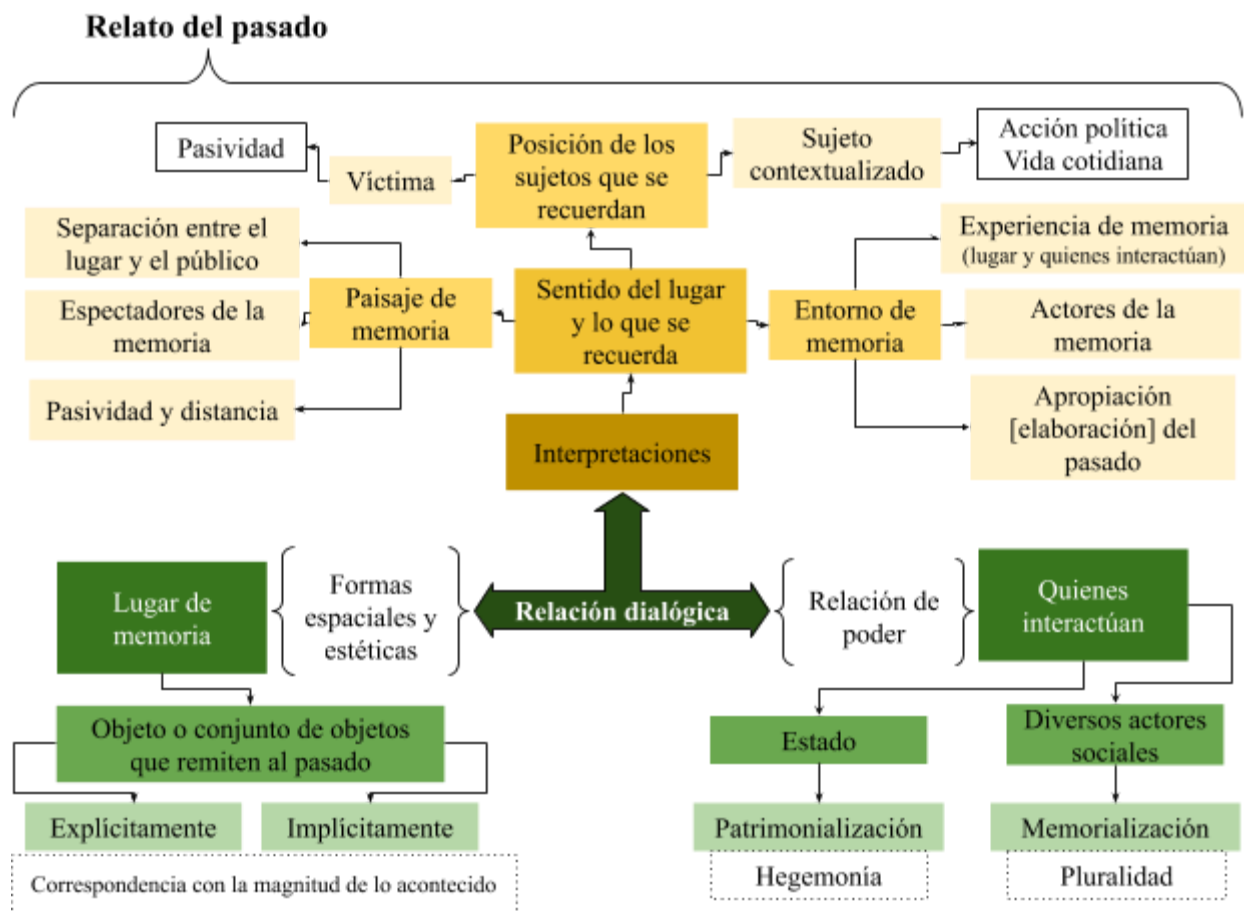 Relato del pasado
Pasividad
Víctima
Posición de los
sujetos que se
recuerdan
Sujeto
contextualizado
Acción política
Vida cotidiana
Separación entre el
lugar y el público
Espectadores de la
memoria
Pasividad y distancia
Paisaje de
memoria
Sentido del lugar
y lo que se
recuerda
Entorno de
memoria
Experiencia de memoria
(lugar y quienes interactúan)
Actores de la
memoria
Apropiación
[elaboración] del
pasado
Interpretaciones
Lugar de
memoria
Formas
espaciales y
estéticas
Relación dialógica
Relación de
poder
Quienes
interactúan
Objeto o conjunto de objetos
que remiten al pasado
Explícitamente
Implícitamente
Correspondencia con la magnitud de lo acontecido
Estado
Diversos actores
sociales
Patrimonialización
Memorialización
Hegemonía
Pluralidad